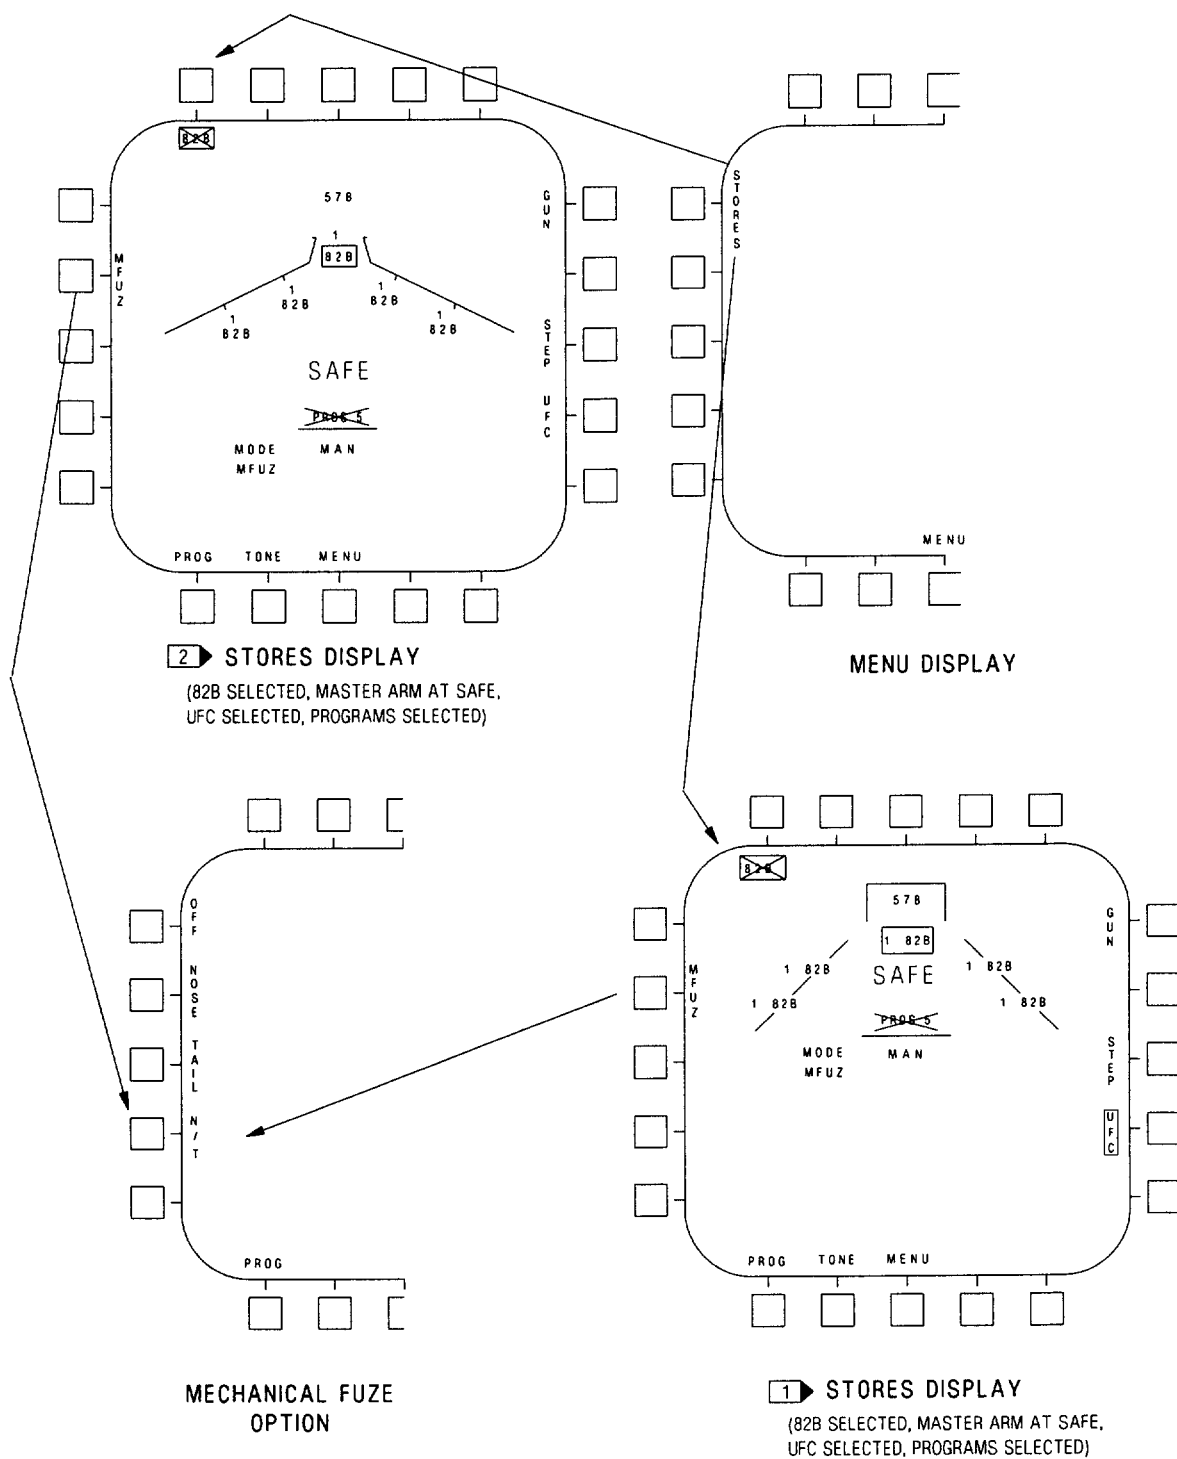 82B
57B
GUN
1
82B
MFUZ
1
82B
1
82B
1
82B
1
82B
STEP
SAFE
UFC
PROG 5
MODE MAN
MFUZ
PROG TONE MENU
2 STORES DISPLAY
(82B SELECTED, MASTER ARM AT SAFE,
UFC SELECTED, PROGRAMS SELECTED)
STORES
MENU
MENU DISPLAY
OFF
NOSE
TAIL
N/T
PROG
MECHANICAL FUZE
OPTION
82B
57B
GUN
1 82B
MFUZ
1 82B
1 82B
SAFE
1 82B
1 82B
PROG 5
STEP
MODE MAN
MFUZ
UFC
PROG TONE MENU
1 STORES DISPLAY
(82B SELECTED, MASTER ARM AT SAFE,
UFC SELECTED, PROGRAMS SELECTED)